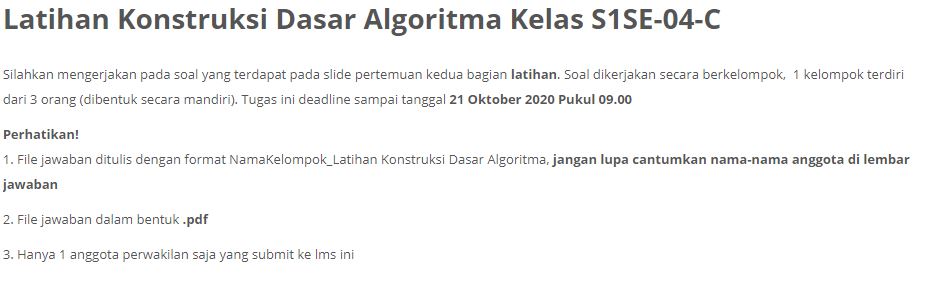 Latihan Konstruksi Dasar Algoritma Kelas S1SE-04-C
Silahkan mengerjakan pada soal yang terdapat pada slide pertemuan kedua bagian latihan. Soal dikerjakan secara berkelompok, 1 kelompok terdiri
dari 3 orang (dibentuk secara mandiri). Tugas ini deadline sampai tanggal 21 Oktober 2020 Pukul 09.00
Perhatikan!
1. File jawaban ditulis dengan format NamaKelompok_Latihan Konstruksi Dasar Algoritma, jangan lupa cantumkan nama-nama anggota di lembar
jawaban
2. File jawaban dalam bentuk .pdf
3. Hanya 1 anggota perwakilan saja yang submit ke lms ini